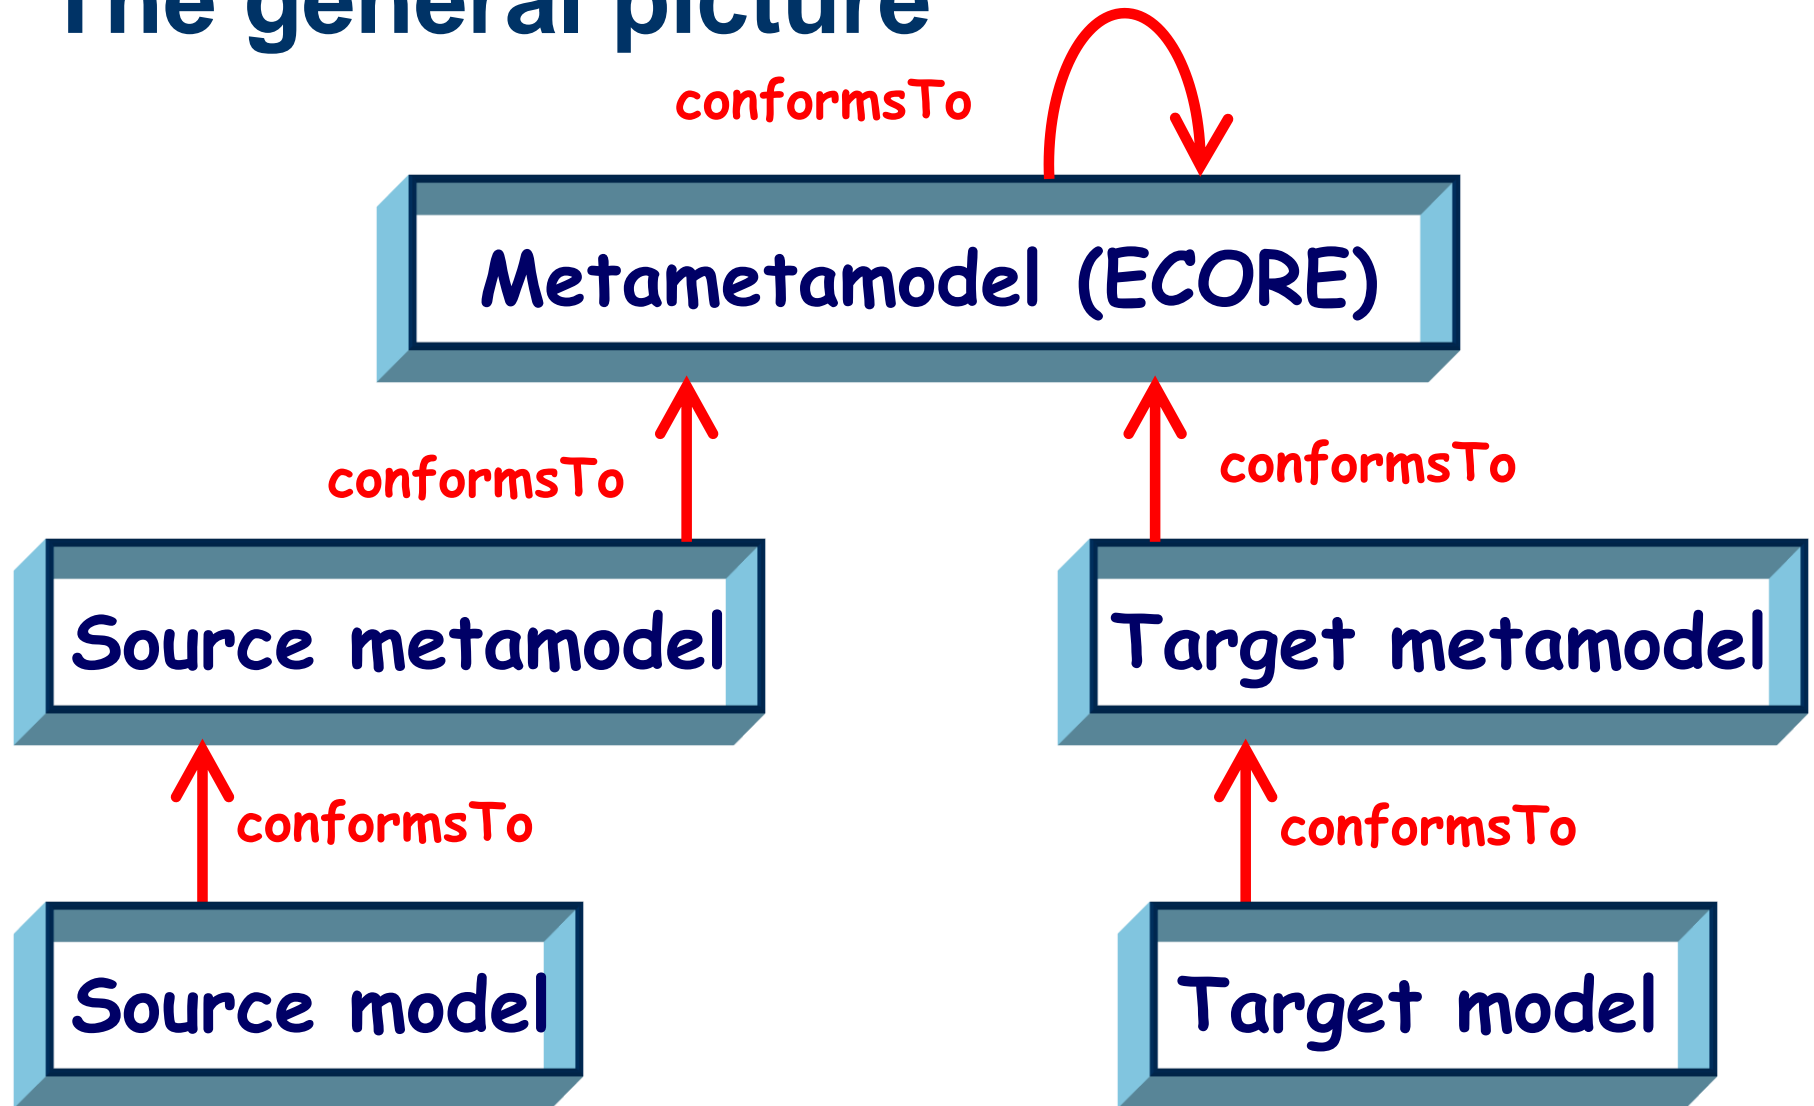 The general picture
conformsTo
Metametamodel (ECORE)
conformsTo
conformsTo
Source metamodel
Target metamodel
conformsTo
conformsTo
Source model
Target model